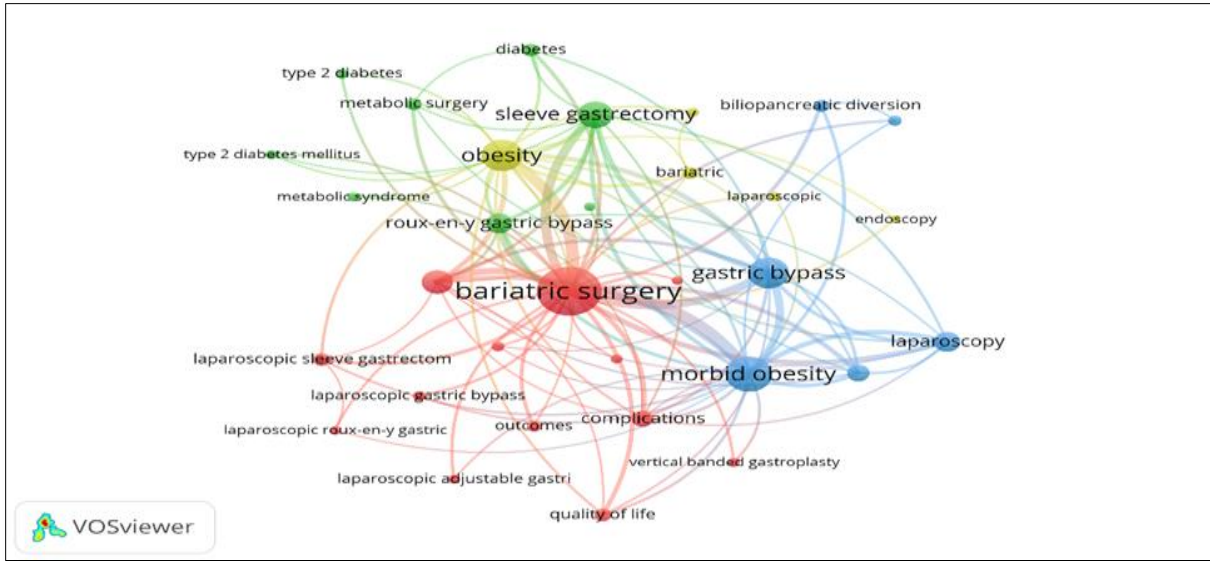 diabetes
type 2 diabetes
metabolic surgery
biliopancreatic diversion
sleeve gastrectomy
type 2 diabetes mellitus
obesity
bariatric
metabolic syndrome
laparoscopic
endoscopy
roux-en-y gastric bypass
gastric bypass
bariatric surgery
laparoscopy
laparoscopic sleeve gastrectom
morbid obesity
laparoscopic gastric bypass
complications
laparoscopic roux-en-y gastric
outcomes
vertical banded gastroplasty
laparoscopic adjustable gastri
quality of life
VOSviewer